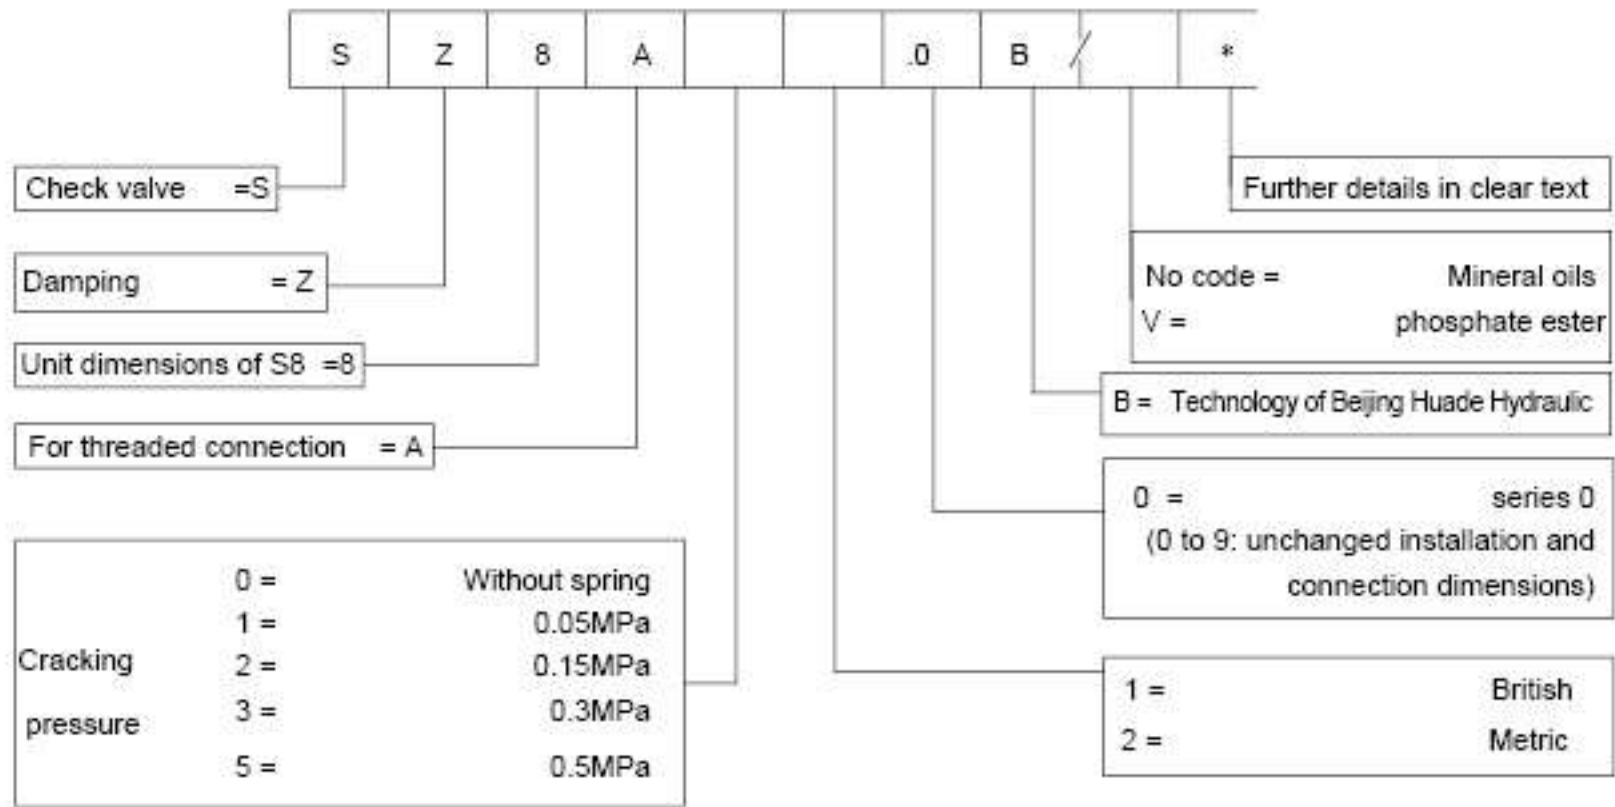 S Z 8 A .0 B / *
Check valve =S
Further details in clear text
Damping = Z
No code = Mineral oils
V = phosphate ester
Unit dimensions of S8 =8
B = Technology of Beijing Huade Hydraulic
For threaded connection = A
0 = series 0
(0 to 9: unchanged installation and
connection dimensions)
Cracking
pressure
0 = Without spring
1 = 0.05MPa
2 = 0.15MPa
3 = 0.3MPa
5 = 0.5MPa
1 = British
2 = Metric